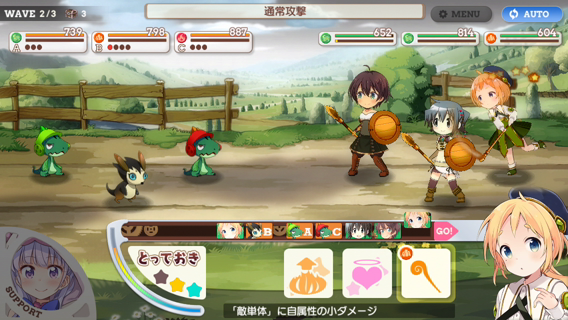 WAVE 2/3
3
通常攻撃
MENU
AUTO
739
A
798
B
887
C
652
814
604
B
A
C
GO!
とっておき
SUPPORT
「敵単体」に自属性の小ダメージ